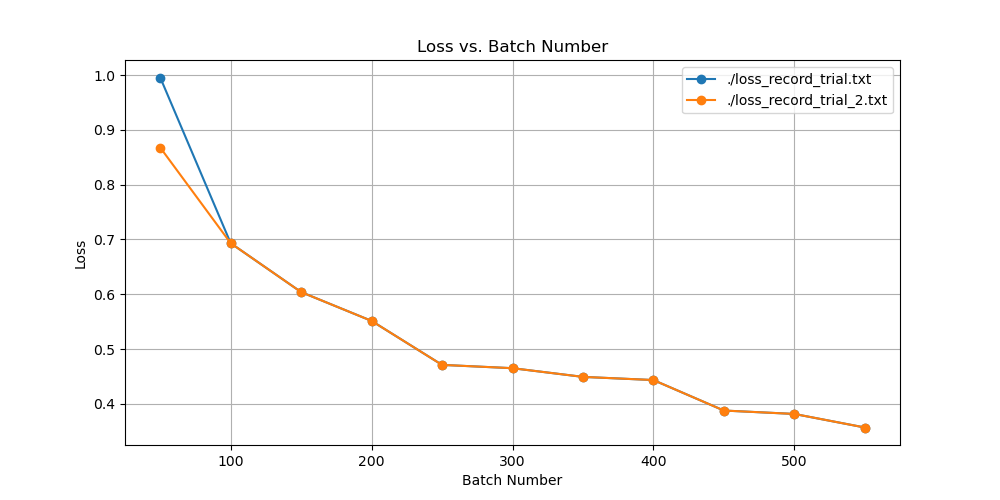 Loss vs. Batch Number
./loss_record_trial.txt
./loss_record_trial_2.txt
1.0
0.9
0.8
0.7
0.6
0.5
0.4
Loss
100 200 300 400 500
Batch Number